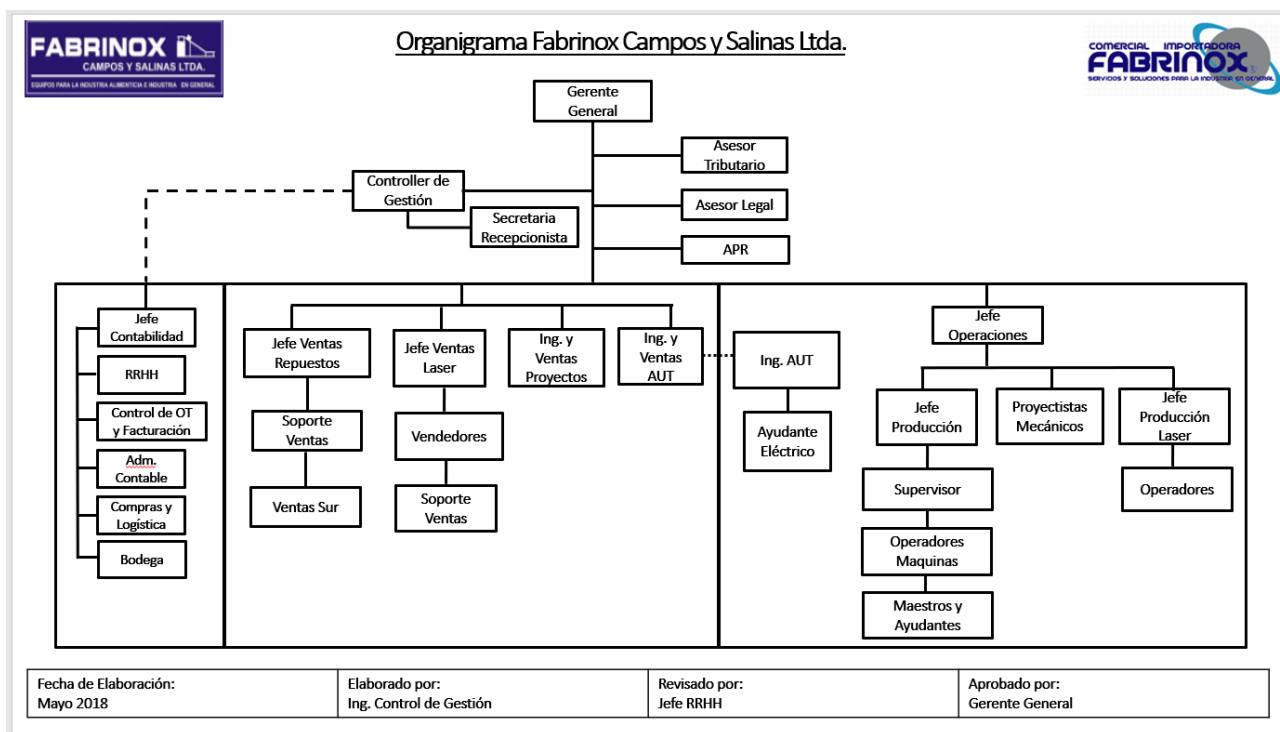 FABRINOX
CAMPOS Y SALINAS LTDA.
EQUIPOS PARA LA INDUSTRIA ALIMENTICIA E INDUSTRIA EN GENERAL
Organigrama Fabrinox Campos y Salinas Ltda.
COMERCIAL IMPORTADORA
FABRINOX
SERVICIOS Y SOLUCIONES PARA LA INDUSTRIA EN GENERAL
Gerente
General
Asesor
Tributario
Controller de
Gestión
Asesor Legal
Secretaria
Recepcionista
APR
Jefe
Contabilidad
RRHH
Control de OT
y Facturación
Adm.
Contable
Compras y
Logística
Bodega
Jefe Ventas
Repuestos
Soporte
Ventas
Ventas Sur
Jefe Ventas
Laser
Vendedores
Soporte
Ventas
Ing. y
Ventas
Proyectos
Ing. y
Ventas
AUT
Ing. AUT
Ayudante
Eléctrico
Jefe
Operaciones
Jefe
Producción
Supervisor
Operadores
Maquinas
Maestros y
Ayudantes
Proyectistas
Mecánicos
Jefe
Producción
Laser
Operadores
Fecha de Elaboración:
Mayo 2018
Elaborado por:
Ing. Control de Gestión
Revisado por:
Jefe RRHH
Aprobado por:
Gerente General